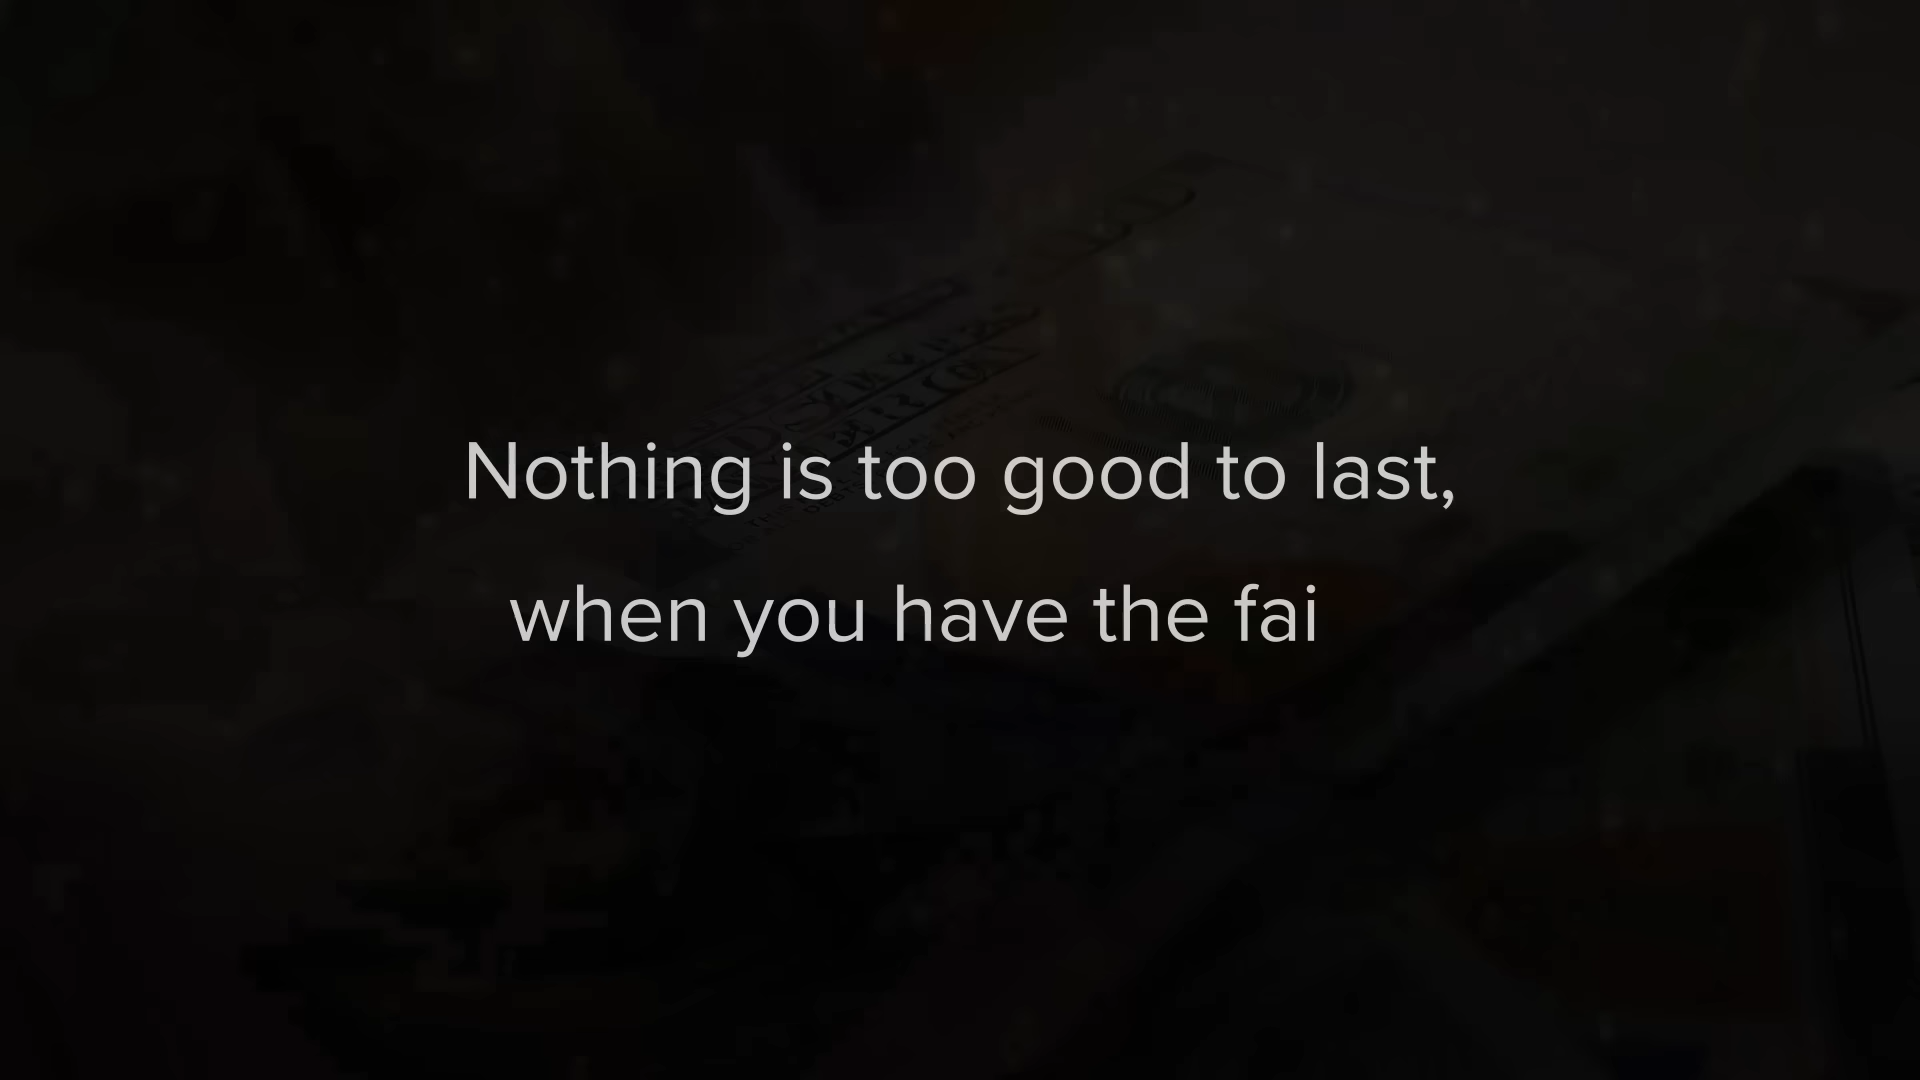 Nothing is too good to last,
when you have the fai